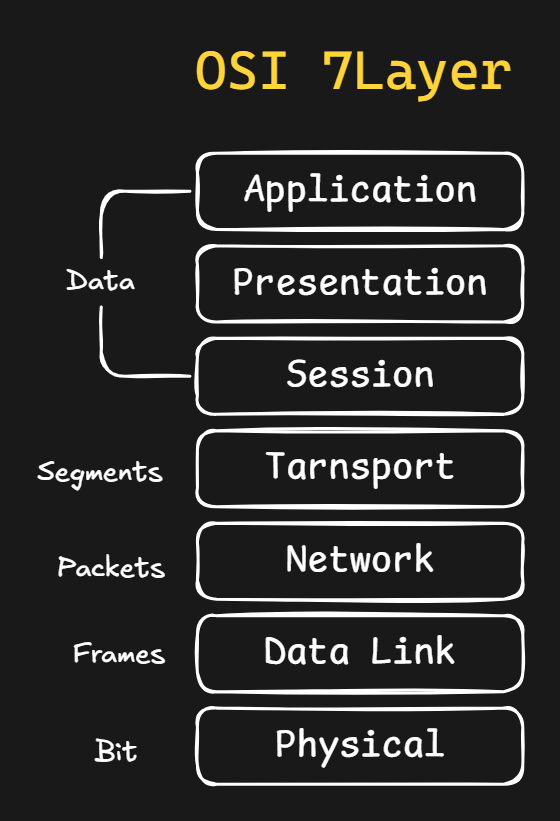 OSI 7Layer
Application
Data
Presentation
Session
Segments
Tarnsport
Packets
Network
Frames
Data Link
Bit
Physical